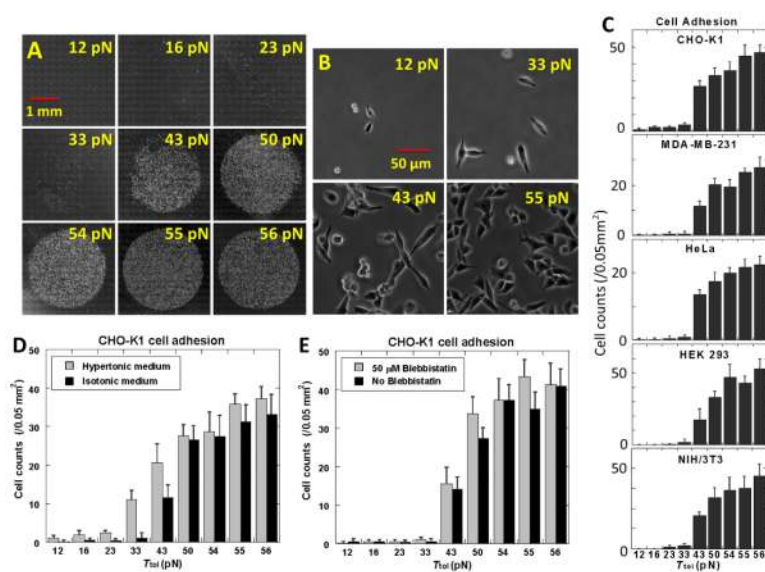 A
12 pN
16 pN
23 pN
1 mm
33 pN
43 pN
50 pN
54 pN
55 pN
56 pN
B
12 pN
33 pN
50 µm
43 pN
55 pN
C
Cell Adhesion
CHO-K1
50
0
MDA-MB-231
20
0
HeLa
20
0
HEK 293
50
0
NIH/3T3
50
0
12 16 23 33 43 50 54 55 56
Ttol (pN)
Cell counts (/0.05mm²)
D
CHO-K1 cell adhesion
Hypertonic medium
Isotonic medium
50
40
30
20
10
0
Cell counts (/0.05 mm²)
12 16 23 33 43 50 54 55 56
Ttol (pN)
E
CHO-K1 cell adhesion
50 µM Blebbistatin
No Blebbistatin
50
40
30
20
10
0
Cell counts (/0.05 mm²)
12 16 23 33 43 50 54 55 56
Ttol (pN)